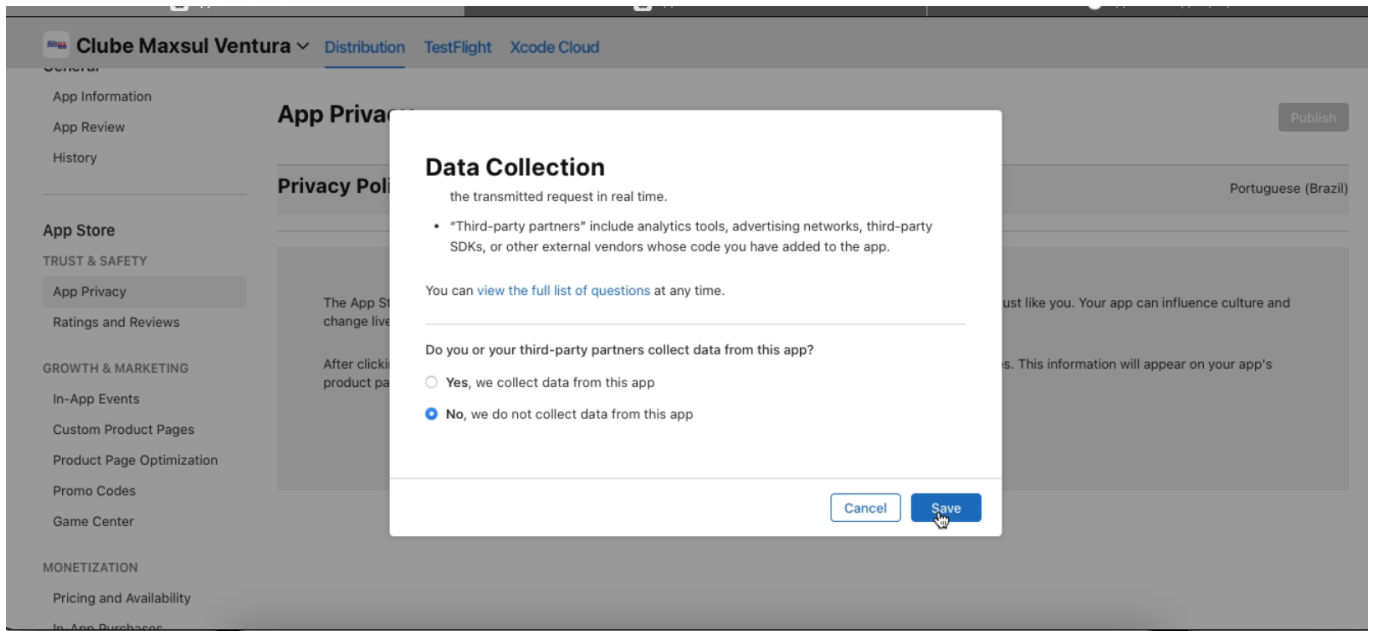 Clube Maxsul Ventura
Distribution
TestFlight
Xcode Cloud
General
App Information
App Review
History
App Store
TRUST & SAFETY
App Privacy
Ratings and Reviews
GROWTH & MARKETING
In-App Events
Custom Product Pages
Product Page Optimization
Promo Codes
Game Center
MONETIZATION
Pricing and Availability
In-App Purchases
App Priva
Publish
Privacy Poli
Portuguese (Brazil)
The App St
ust like you. Your app can influence culture and
change live
After clicki
s. This information will appear on your app's
product pa
Data Collection
the transmitted request in real time.
• “Third-party partners” include analytics tools, advertising networks, third-party
SDKs, or other external vendors whose code you have added to the app.
You can view the full list of questions at any time.
Do you or your third-party partners collect data from this app?
Yes, we collect data from this app
No, we do not collect data from this app
Cancel
Save